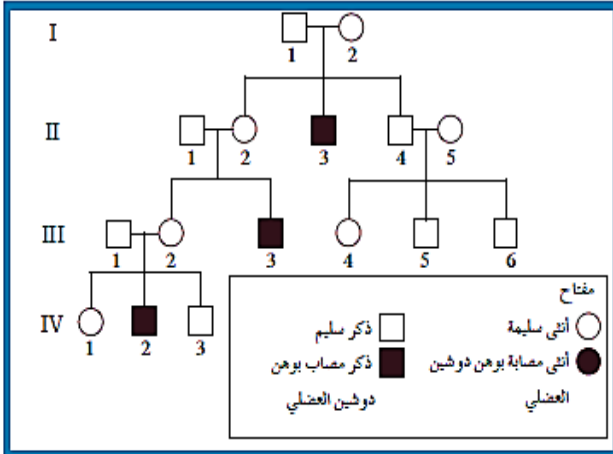 I
1 2
II
1 2 3 4 5
III
1 2 3 4 5 6
IV
1 2 3
مفتاح
أنثى سليمة
ذكر سليم
أنثى مصابة بوهن دوشين
العضلي
ذكر مصاب بوهن
دوشين العضلي